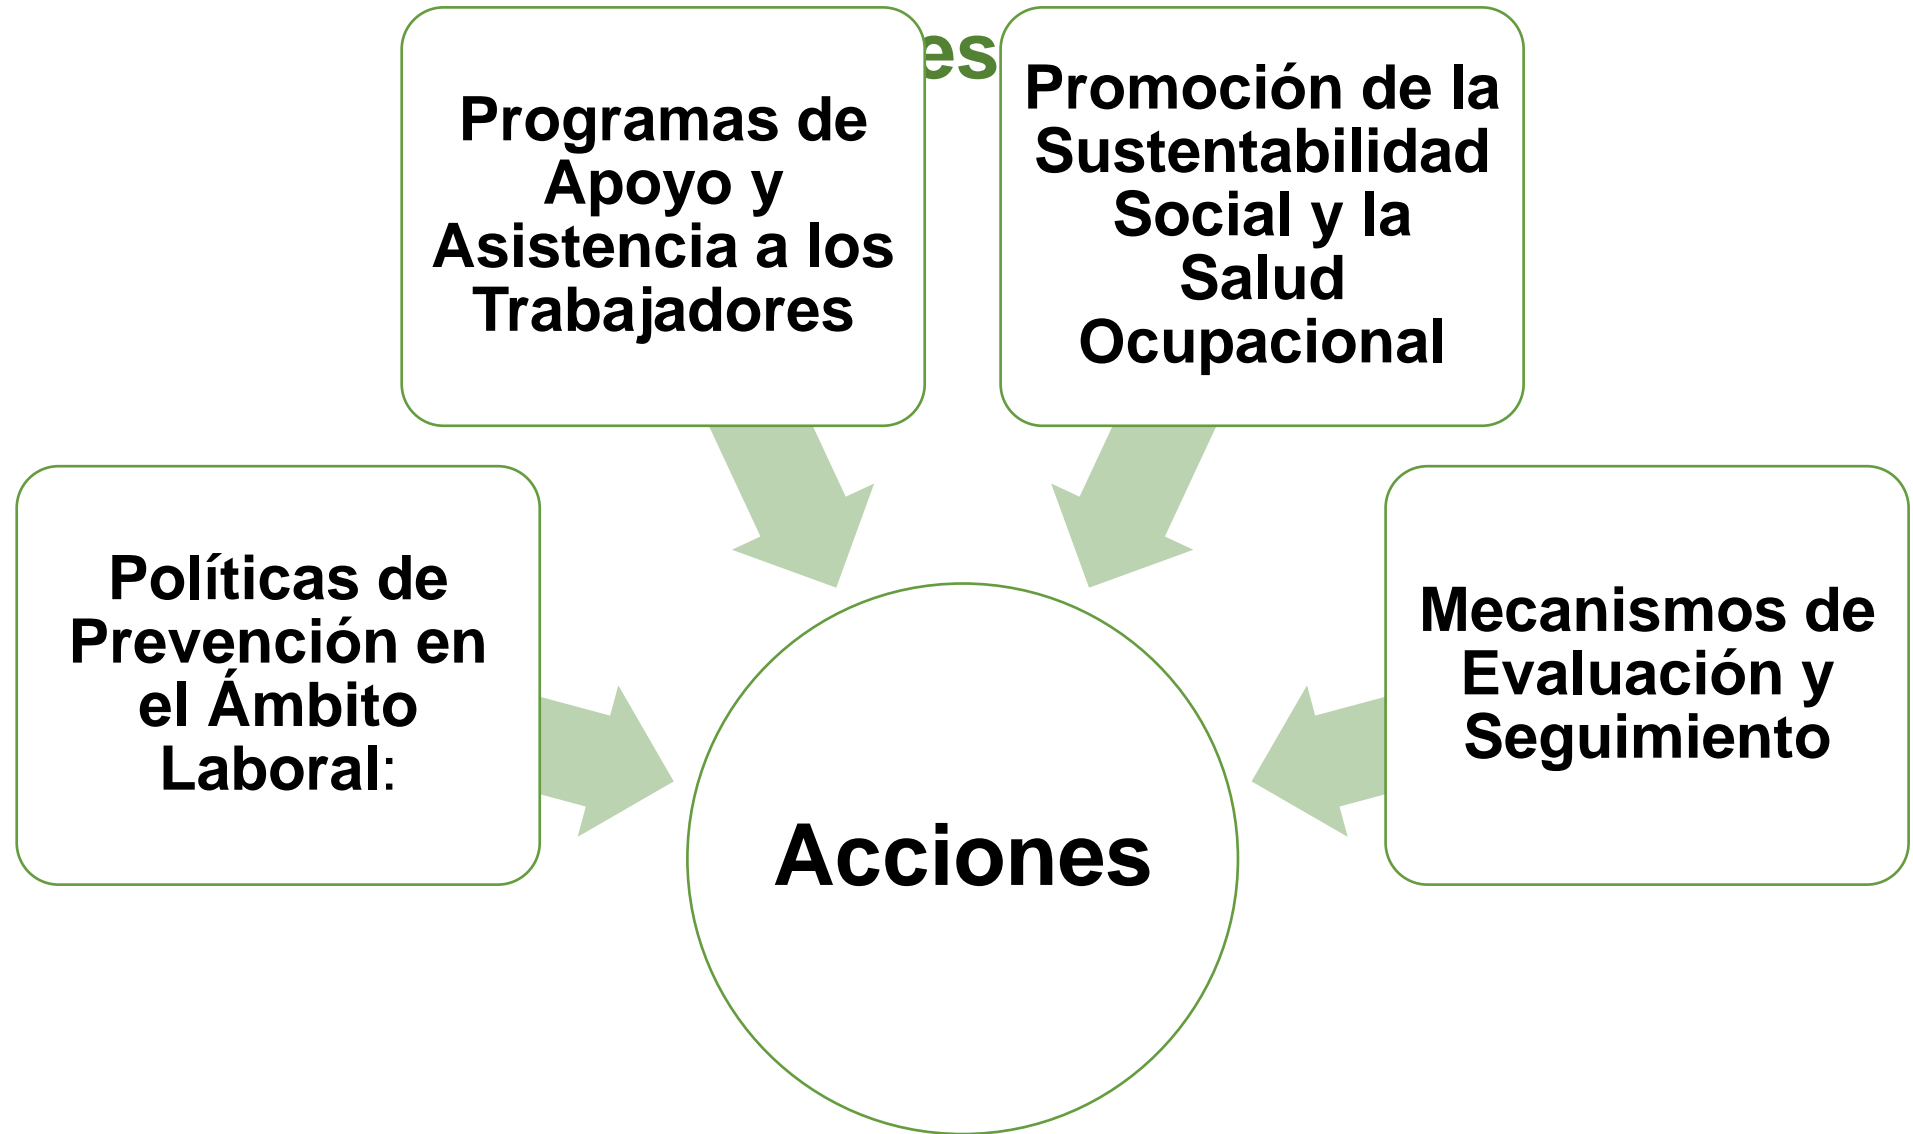 es
Programas de
Apoyo y
Asistencia a los
Trabajadores
Promoción de la
Sustentabilidad
Social y la
Salud
Ocupacional
Políticas de
Prevención en
el Ámbito
Laboral:
Mecanismos de
Evaluación y
Seguimiento
Acciones